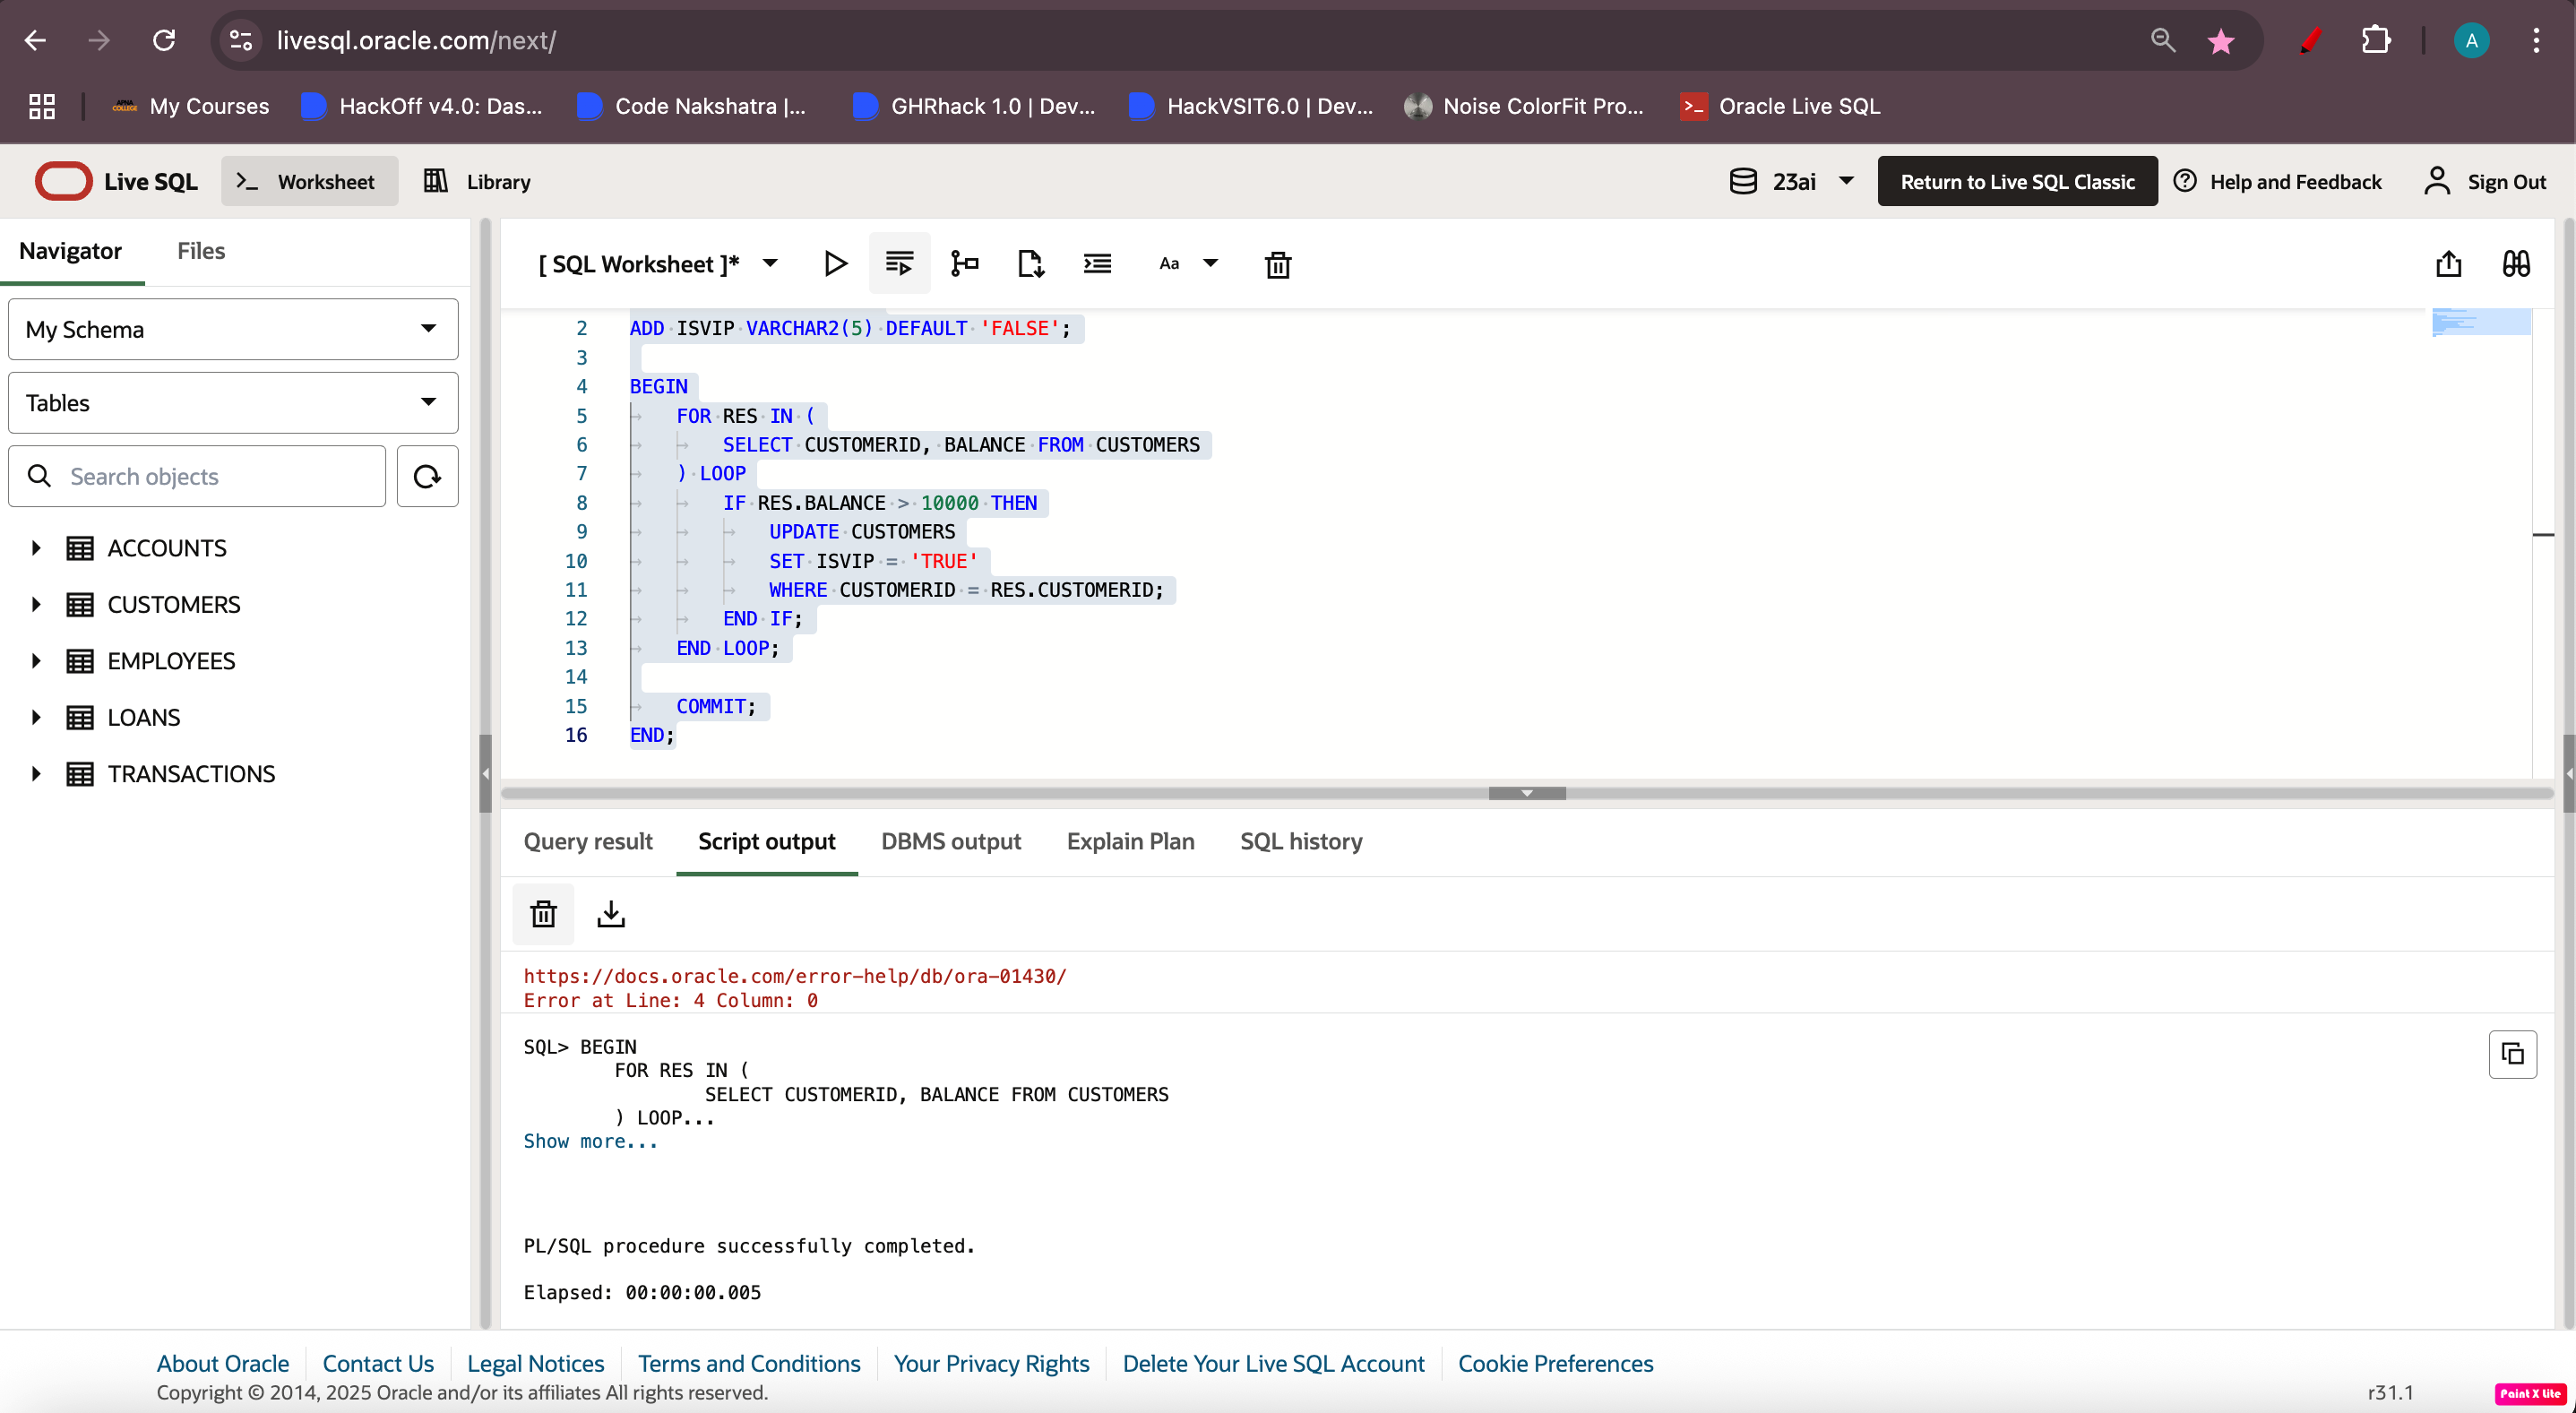 livesql.oracle.com/next/
A
My Courses
HackOff v4.0: Das...
Code Nakshatra |...
GHRhack 1.0 | Dev...
HackVSIT6.0 | Dev...
Noise ColorFit Pro...
Oracle Live SQL
Live SQL
Worksheet
Library
23ai
Return to Live SQL Classic
Help and Feedback
Sign Out
Navigator
Files
My Schema
Tables
Search objects
ACCOUNTS
CUSTOMERS
EMPLOYEES
LOANS
TRANSACTIONS
[ SQL Worksheet ]*
Aa
2 ADD ISVIP VARCHAR2(5) DEFAULT 'FALSE';
3
4 BEGIN
5 FOR RES IN (
6 SELECT CUSTOMERID, BALANCE FROM CUSTOMERS
7 ) LOOP
8 IF RES.BALANCE > 10000 THEN
9 UPDATE CUSTOMERS
10 SET ISVIP = 'TRUE'
11 WHERE CUSTOMERID = RES.CUSTOMERID;
12 END IF;
13 END LOOP;
14
15 COMMIT;
16 END;
Query result
Script output
DBMS output
Explain Plan
SQL history
https://docs.oracle.com/error-help/db/ora-01430/
Error at Line: 4 Column: 0
SQL> BEGIN
FOR RES IN (
SELECT CUSTOMERID, BALANCE FROM CUSTOMERS
) LOOP...
Show more...
PL/SQL procedure successfully completed.
Elapsed: 00:00:00.005
About Oracle
Contact Us
Legal Notices
Terms and Conditions
Your Privacy Rights
Delete Your Live SQL Account
Cookie Preferences
Copyright © 2014, 2025 Oracle and/or its affiliates All rights reserved.
r31.1
Paint X Lite